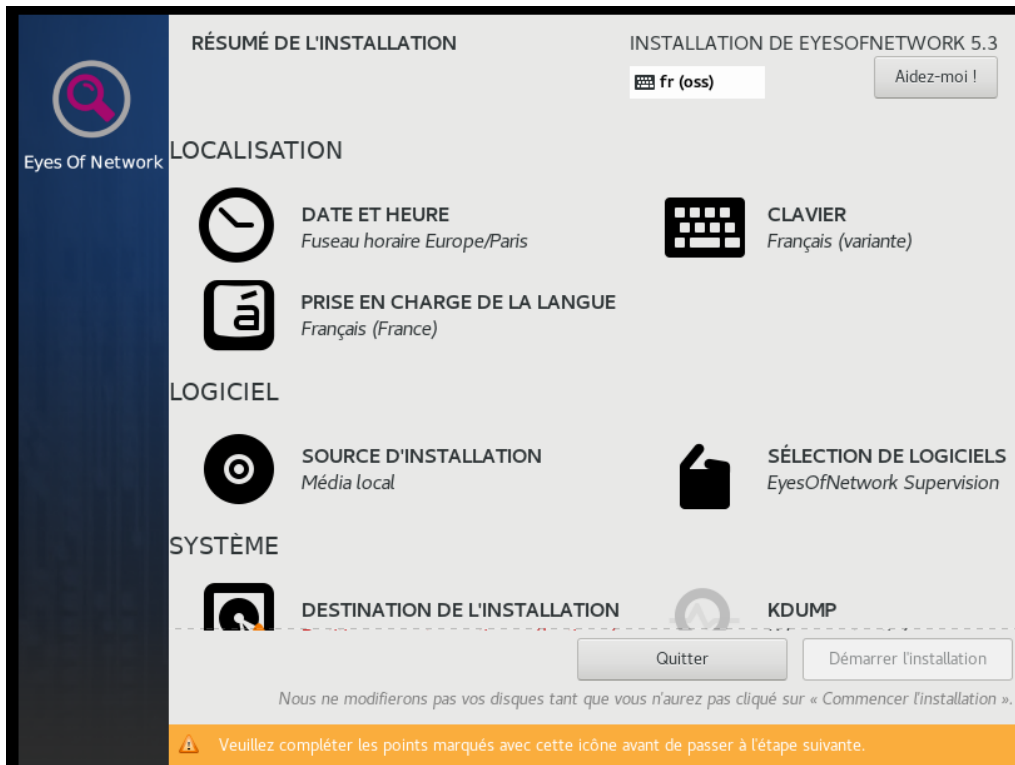 RÉSUMÉ DE L'INSTALLATION
INSTALLATION DE EYESOFNETWORK 5.3
fr (oss)
Aidez-moi !
Eyes Of Network
LOCALISATION
DATE ET HEURE
Fuseau horaire Europe/Paris
CLAVIER
Français (variante)
á
PRISE EN CHARGE DE LA LANGUE
Français (France)
LOGICIEL
SOURCE D'INSTALLATION
Média local
SÉLECTION DE LOGICIELS
EyesOfNetwork Supervision
SYSTÈME
DESTINATION DE L'INSTALLATION
KDUMP
Quitter
Démarrer l'installation
Nous ne modifierons pas vos disques tant que vous n'aurez pas cliqué sur « Commencer l'installation ».
Veuillez compléter les points marqués avec cette icône avant de passer à l'étape suivante.